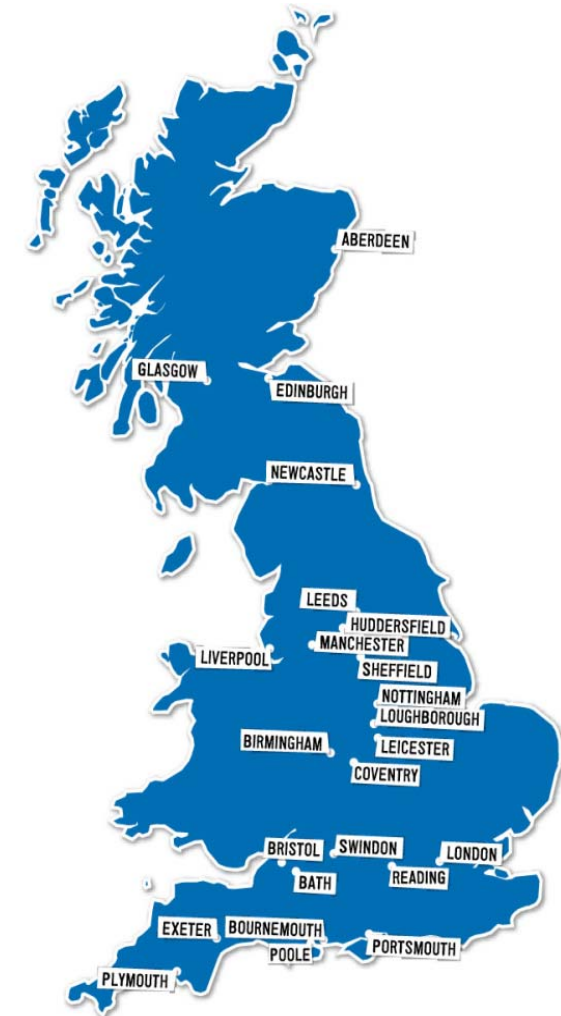 ABERDEEN
GLASGOW
EDINBURGH
NEWCASTLE
LEEDS
HUDDERSFIELD
MANCHESTER
LIVERPOOL
SHEFFIELD
NOTTINGHAM
LOUGHBOROUGH
BIRMINGHAM
LEICESTER
COVENTRY
BRISTOL
SWINDON
LONDON
BATH
READING
EXETER
BOURNEMOUTH
PORTSMOUTH
POOLE
PLYMOUTH